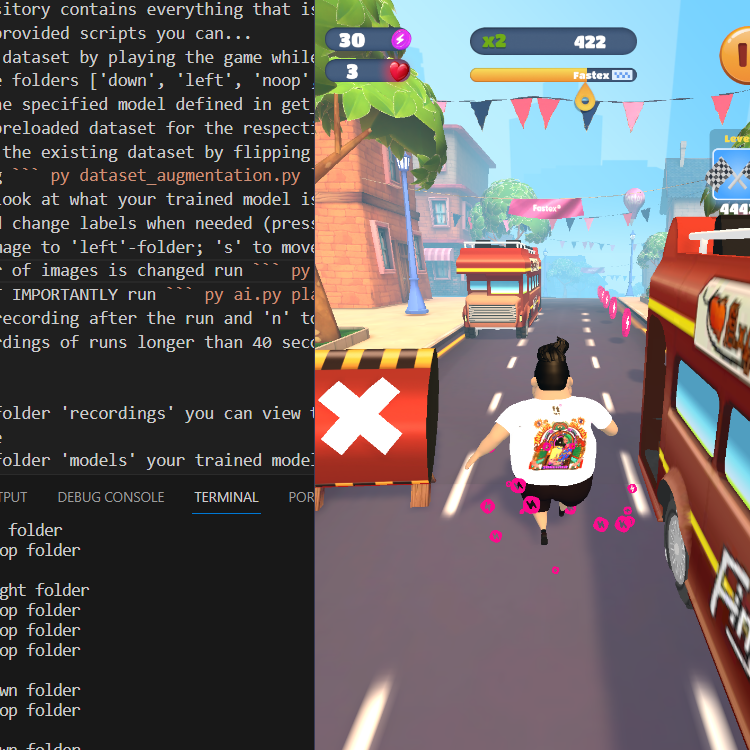 sitory contains everything that is
provided scripts you can...
dataset by playing the game while
e folders ['down', 'left', 'noop',
he specified model defined in get
preloaded dataset for the respecti
the existing dataset by flipping
g ``` py dataset_augmentation.py `
look at what your trained model is
d change labels when needed (press
mage to 'left'-folder; 's' to move
r of images is changed run ``` py
T IMPORTANTLY run ``` py ai.py pla
recording after the run and 'n' to
rdings of runs longer than 40 seco
folder 'recordings' you can view t
e
folder 'models' your trained model
TPUT DEBUG CONSOLE TERMINAL POR
folder
op folder
ght folder
op folder
op folder
op folder
wn folder
op folder
wn folder
30
x2 422
3
Fastex
Level
444
Fastex